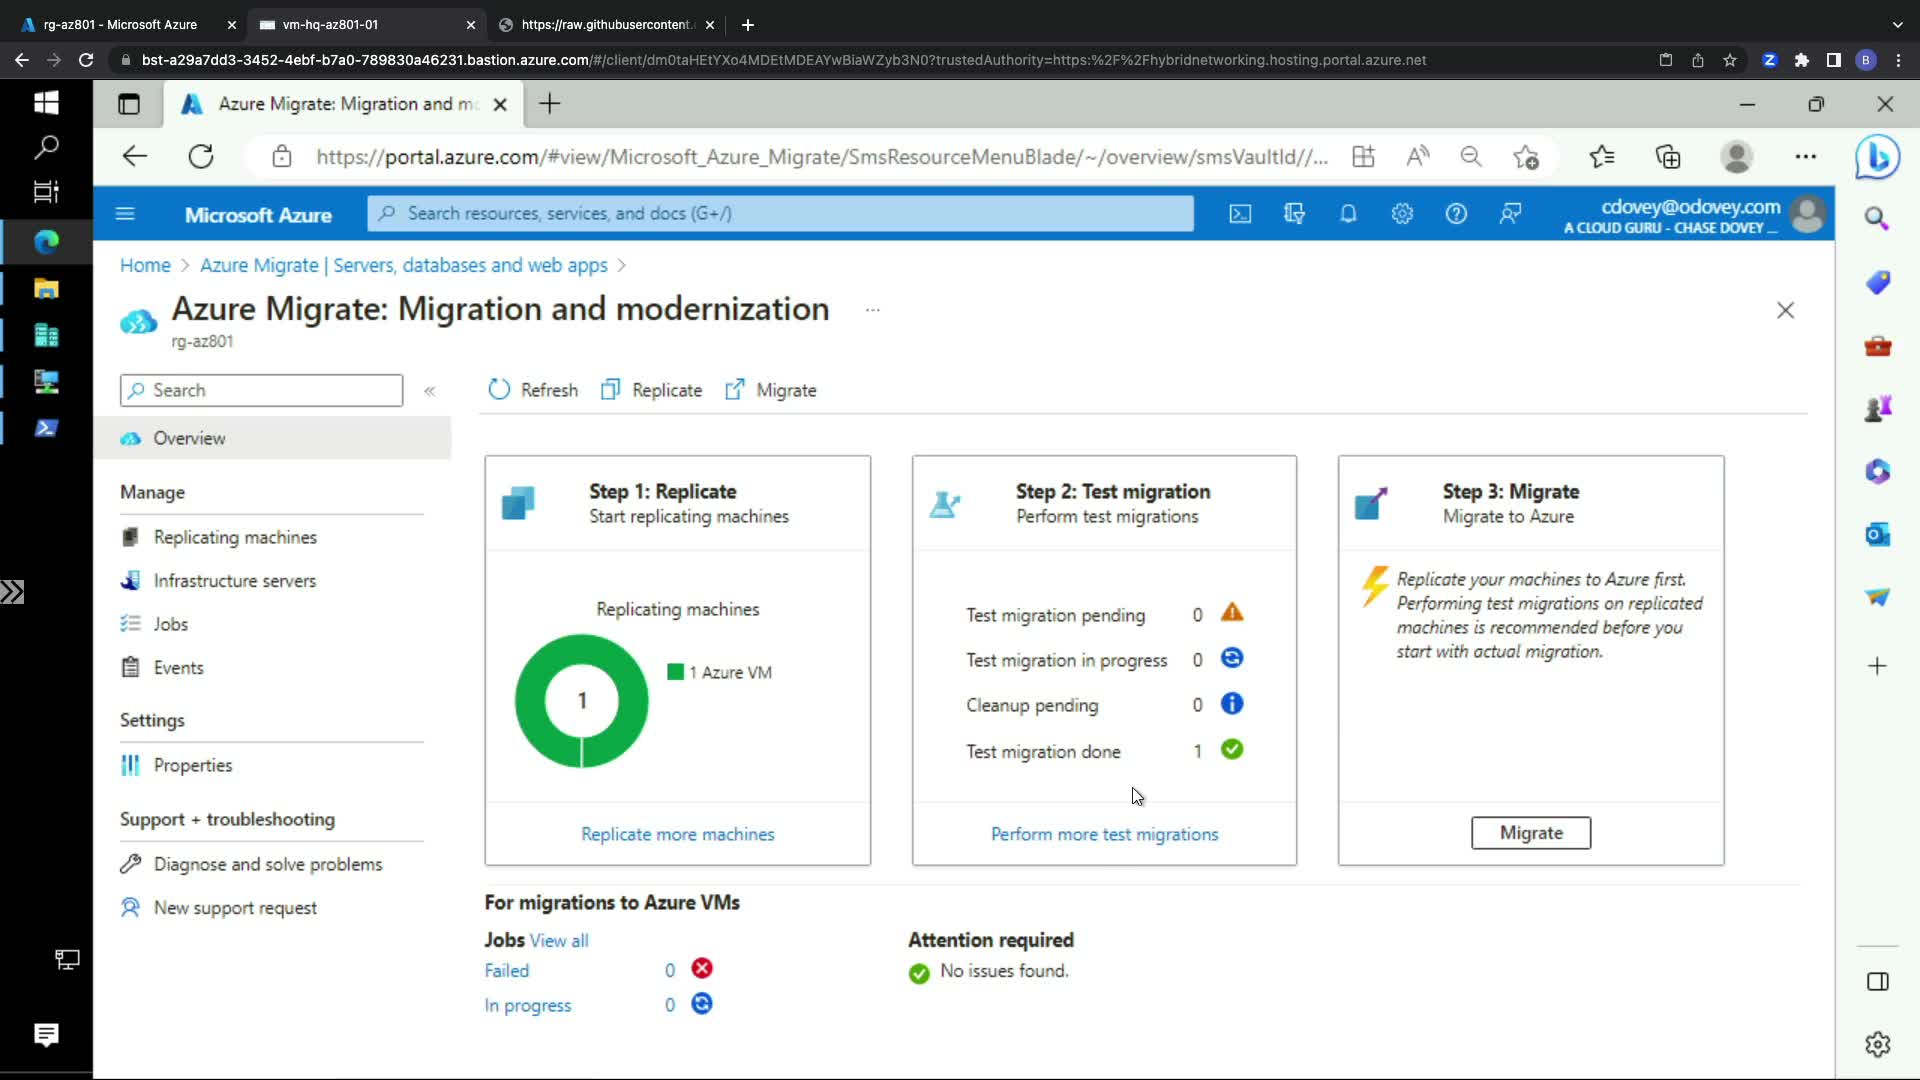 rg-az801 - Microsoft Azure
vm-hq-az801-01
https://raw.githubusercontent.
bst-a29a7dd3-3452-4ebf-b7a0-789830a46231.bastion.azure.com/#/client/dm0taHEtYXo4MDEtMDEAYwBiaWZyb3N0?trustedAuthority=https:%2F%2Fhybridnetworking.hosting.portal.azure.net
B
Azure Migrate: Migration and mo
https://portal.azure.com/#view/Microsoft_Azure_Migrate/SmsResourceMenuBlade/~/overview/smsVaultId//...
Microsoft Azure
Search resources, services, and docs (G+/)
cdovey@odovey.com
A CLOUD GURU - CHASE DOVEY ...
Home > Azure Migrate | Servers, databases and web apps >
Azure Migrate: Migration and modernization ...
rg-az801
Search
Refresh
Replicate
Migrate
Overview
Manage
Replicating machines
Infrastructure servers
Jobs
Events
Settings
Properties
Support + troubleshooting
Diagnose and solve problems
New support request
Step 1: Replicate
Start replicating machines
Replicating machines
1
1 Azure VM
Replicate more machines
Step 2: Test migration
Perform test migrations
Test migration pending 0
Test migration in progress 0
Cleanup pending 0
Test migration done 1
Perform more test migrations
Step 3: Migrate
Migrate to Azure
Replicate your machines to Azure first.
Performing test migrations on replicated
machines is recommended before you
start with actual migration.
Migrate
For migrations to Azure VMs
Jobs View all
Failed 0
In progress 0
Attention required
No issues found.